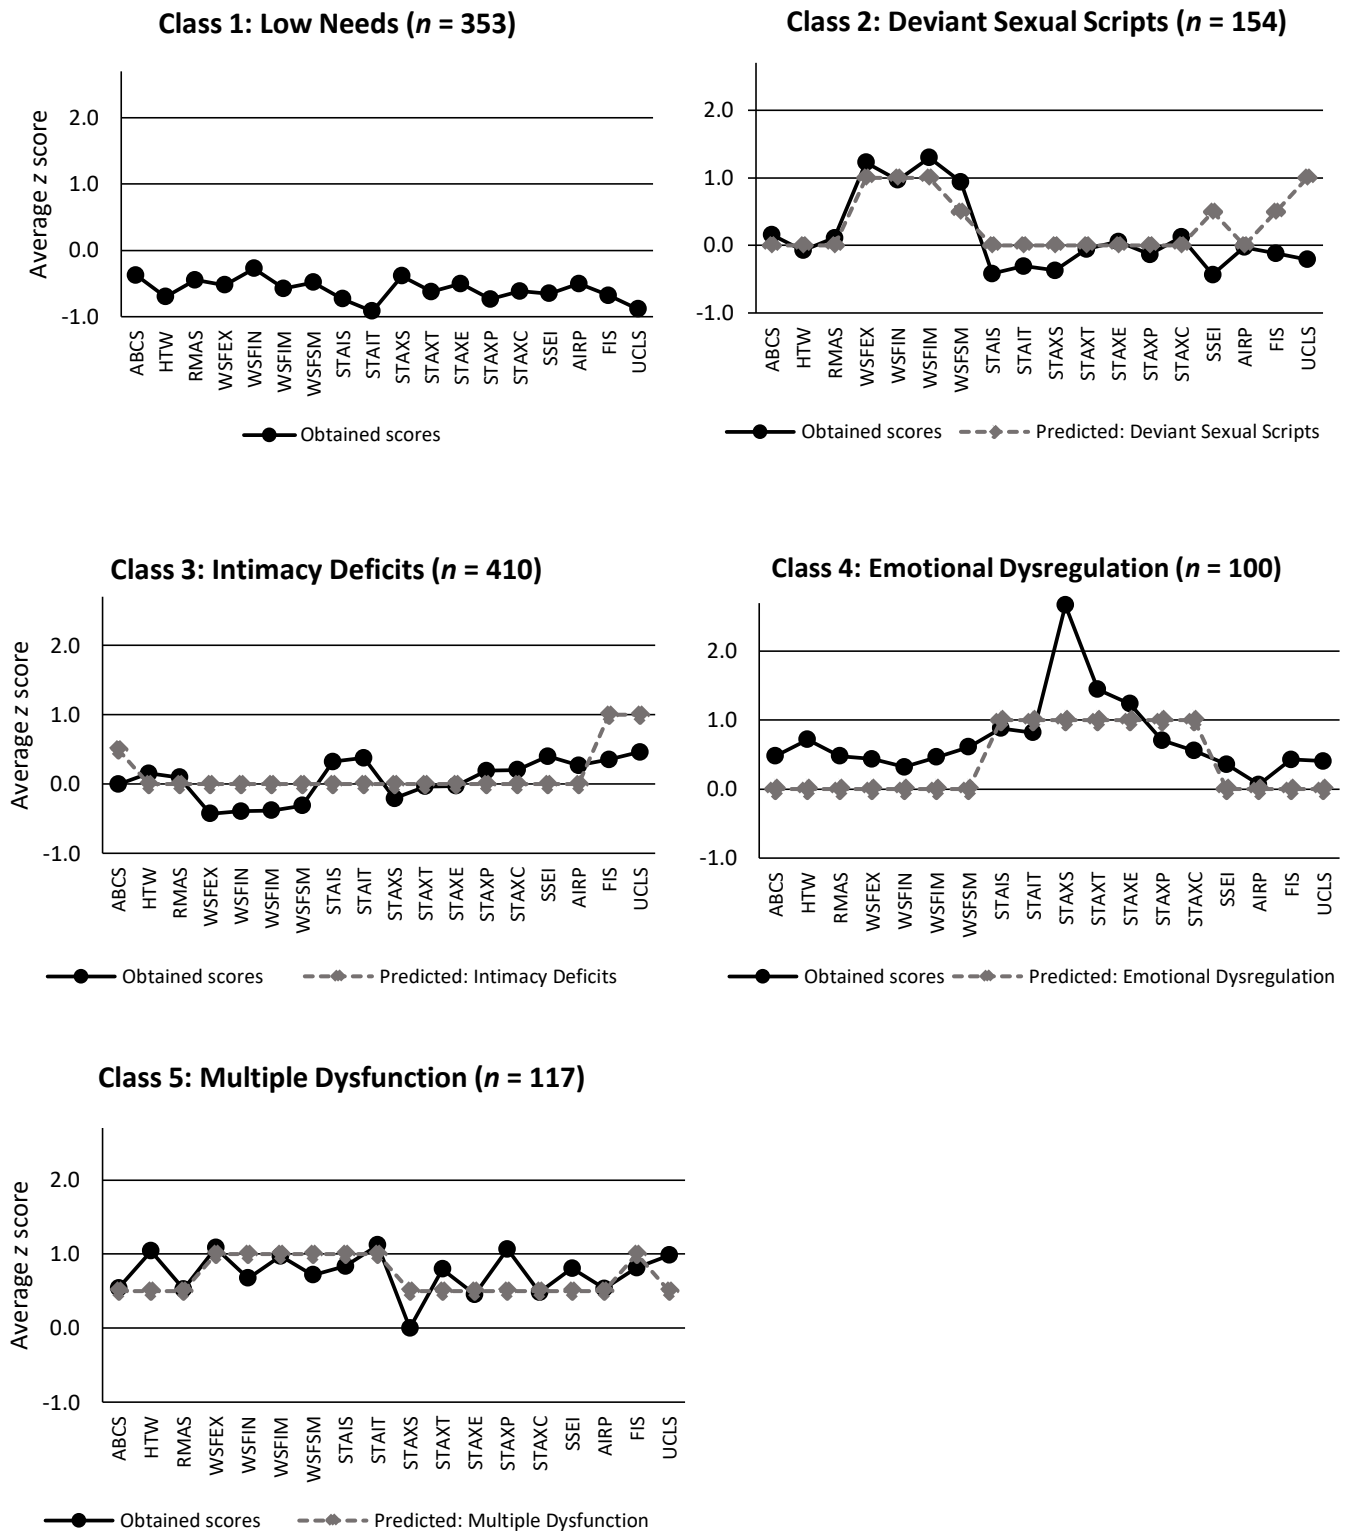 Class 1: Low Needs (n = 353)
Average z score
2.0
1.0
0.0
-1.0
ABCS
HTW
RMAS
WSFEX
WSFIN
WSFIM
WSFSM
STAIS
STAIT
STAXS
STAXT
STAXE
STAXP
STAXC
SSEI
AIRP
FIS
UCLS
Obtained scores
Class 2: Deviant Sexual Scripts (n = 154)
2.0
1.0
0.0
-1.0
ABCS
HTW
RMAS
WSFEX
WSFIN
WSFIM
WSFSM
STAIS
STAIT
STAXS
STAXT
STAXE
STAXP
STAXC
SSEI
AIRP
FIS
UCLS
Obtained scores
Predicted: Deviant Sexual Scripts
Class 3: Intimacy Deficits (n = 410)
Average z score
2.0
1.0
0.0
-1.0
ABCS
HTW
RMAS
WSFEX
WSFIN
WSFIM
WSFSM
STAIS
STAIT
STAXS
STAXT
STAXE
STAXP
STAXC
SSEI
AIRP
FIS
UCLS
Obtained scores
Predicted: Intimacy Deficits
Class 4: Emotional Dysregulation (n = 100)
2.0
1.0
0.0
-1.0
ABCS
HTW
RMAS
WSFEX
WSFIN
WSFIM
WSFSM
STAIS
STAIT
STAXS
STAXT
STAXE
STAXP
STAXC
SSEI
AIRP
FIS
UCLS
Obtained scores
Predicted: Emotional Dysregulation
Class 5: Multiple Dysfunction (n = 117)
Average z score
2.0
1.0
0.0
-1.0
ABCS
HTW
RMAS
WSFEX
WSFIN
WSFIM
WSFSM
STAIS
STAIT
STAXS
STAXT
STAXE
STAXP
STAXC
SSEI
AIRP
FIS
UCLS
Obtained scores
Predicted: Multiple Dysfunction